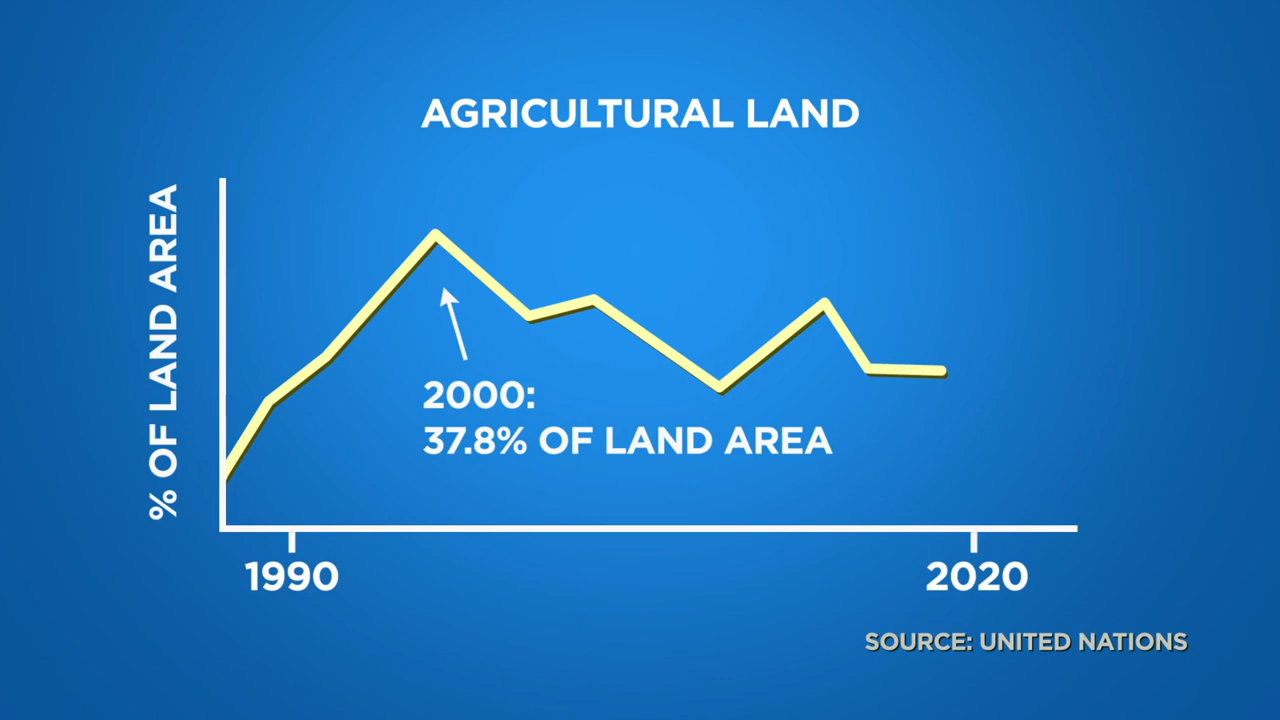 AGRICULTURAL LAND
% OF LAND AREA
2000:
37.8% OF LAND AREA
1990
2020
SOURCE: UNITED NATIONS